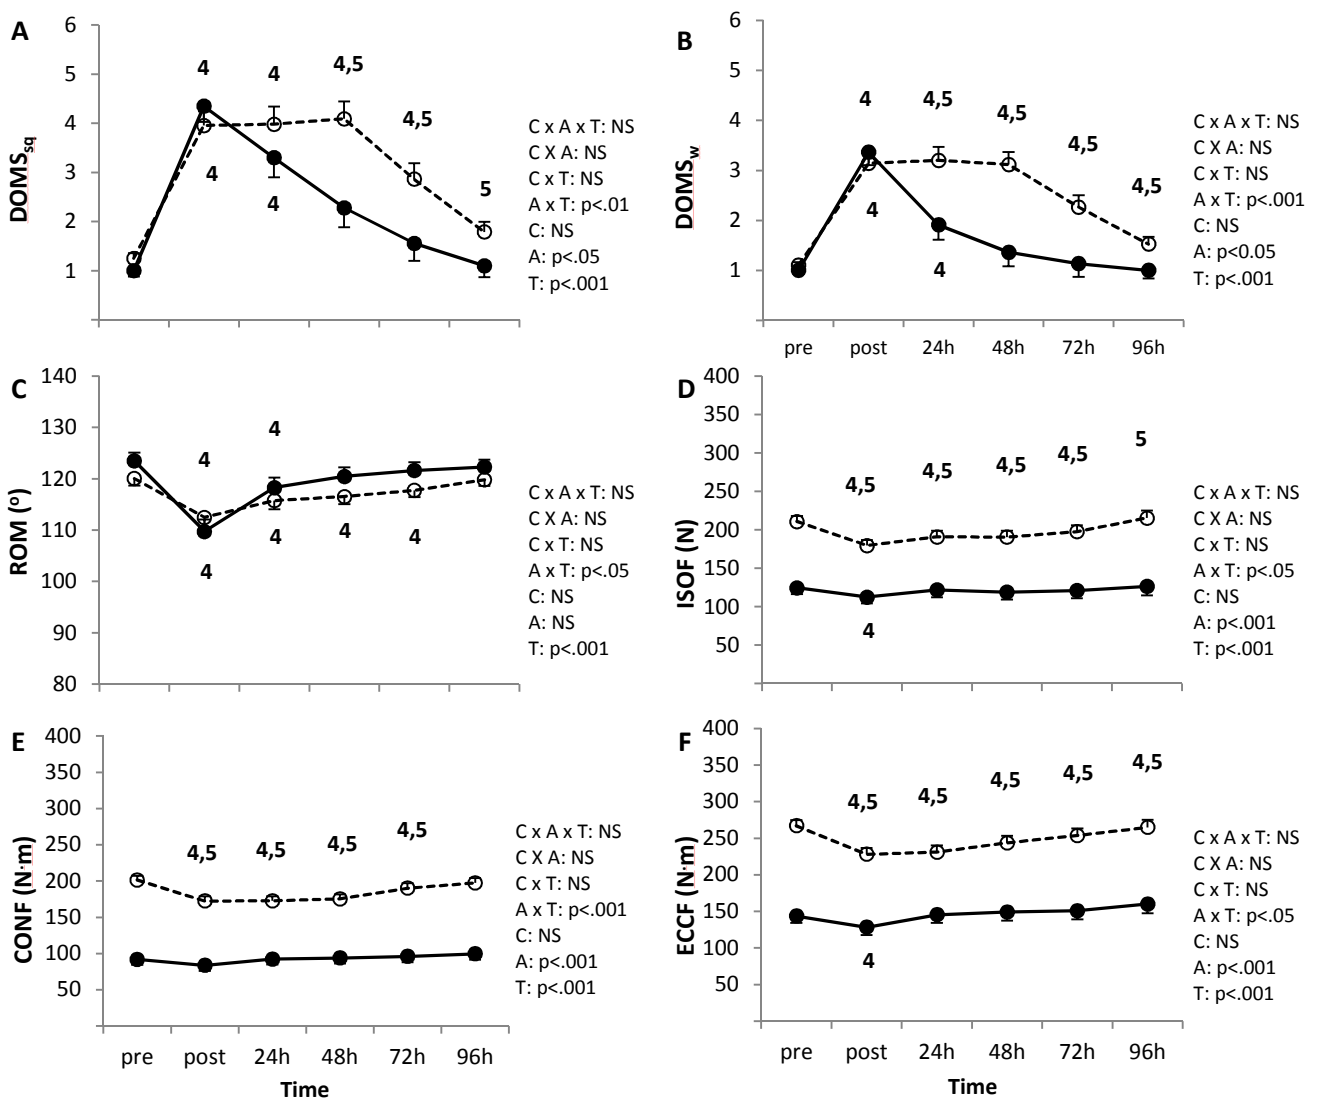 A
DOMSsq
6
5
4
3
2
1
4
4
4,5
4,5
5
4
4
C x A x T: NS
C X A: NS
C x T: NS
A x T: p<.01
C: NS
A: p<.05
T: p<.001
B
DOMSw
6
5
4
3
2
1
4
4,5
4,5
4,5
4,5
4
4
pre post 24h 48h 72h 96h
C x A x T: NS
C X A: NS
C x T: NS
A x T: p<.001
C: NS
A: p<0.05
T: p<.001
C
ROM (º)
140
130
120
110
100
90
80
4
4
4
4
4
4
C x A x T: NS
C X A: NS
C x T: NS
A x T: p<.05
C: NS
A: NS
T: p<.001
D
ISOF (N)
400
350
300
250
200
150
100
50
4,5
4,5
4,5
4,5
5
4
C x A x T: NS
C X A: NS
C x T: NS
A x T: p<.05
C: NS
A: p<.001
T: p<.001
E
CONF (N·m)
400
350
300
250
200
150
100
50
4,5
4,5
4,5
4,5
pre post 24h 48h 72h 96h
Time
C x A x T: NS
C X A: NS
C x T: NS
A x T: p<.001
C: NS
A: p<.001
T: p<.001
F
ECCF (N·m)
400
350
300
250
200
150
100
50
4,5
4,5
4,5
4,5
4,5
4
pre post 24h 48h 72h 96h
Time
C x A x T: NS
C X A: NS
C x T: NS
A x T: p<.05
C: NS
A: p<.001
T: p<.001